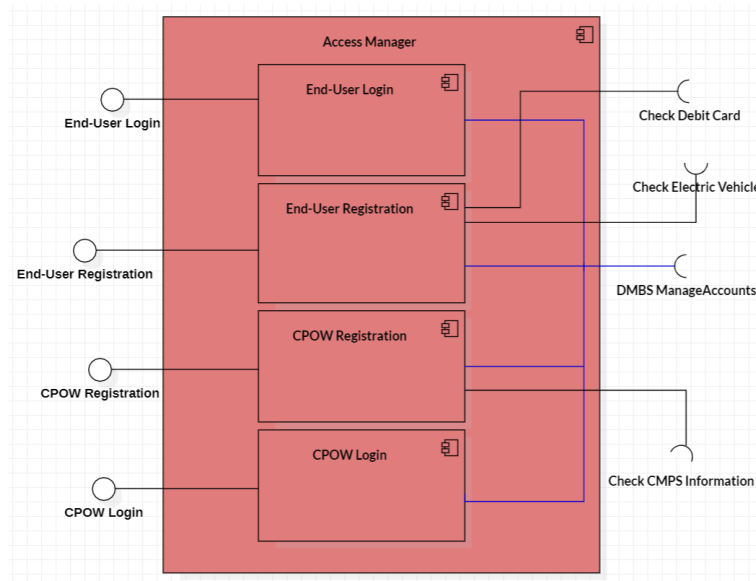 Access Manager
End-User Login
End-User Login
Check Debit Card
End-User Registration
Check Electric Vehicle
End-User Registration
DMBS ManageAccounts
CPOW Registration
CPOW Registration
CPOW Login
Check CMPS Information
CPOW Login